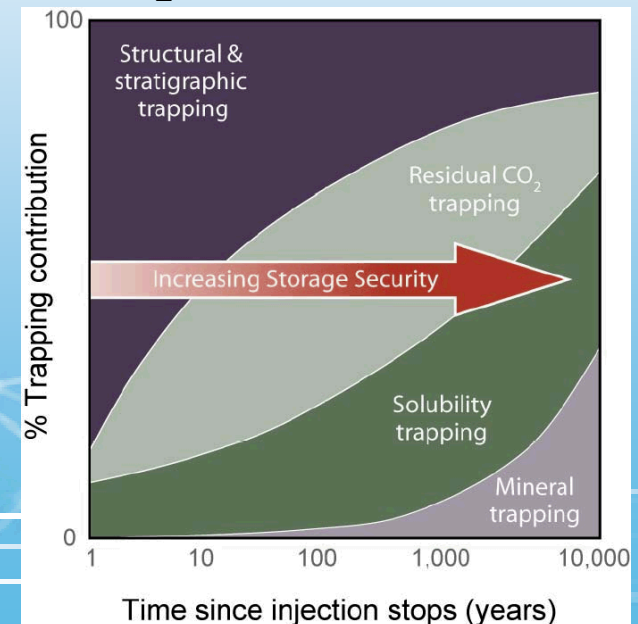 100
Structural &
stratigraphic
trapping
Residual CO₂
trapping
Increasing Storage Security
% Trapping contribution
Solubility
trapping
Mineral
trapping
0
1 10 100 1,000 10,000
Time since injection stops (years)